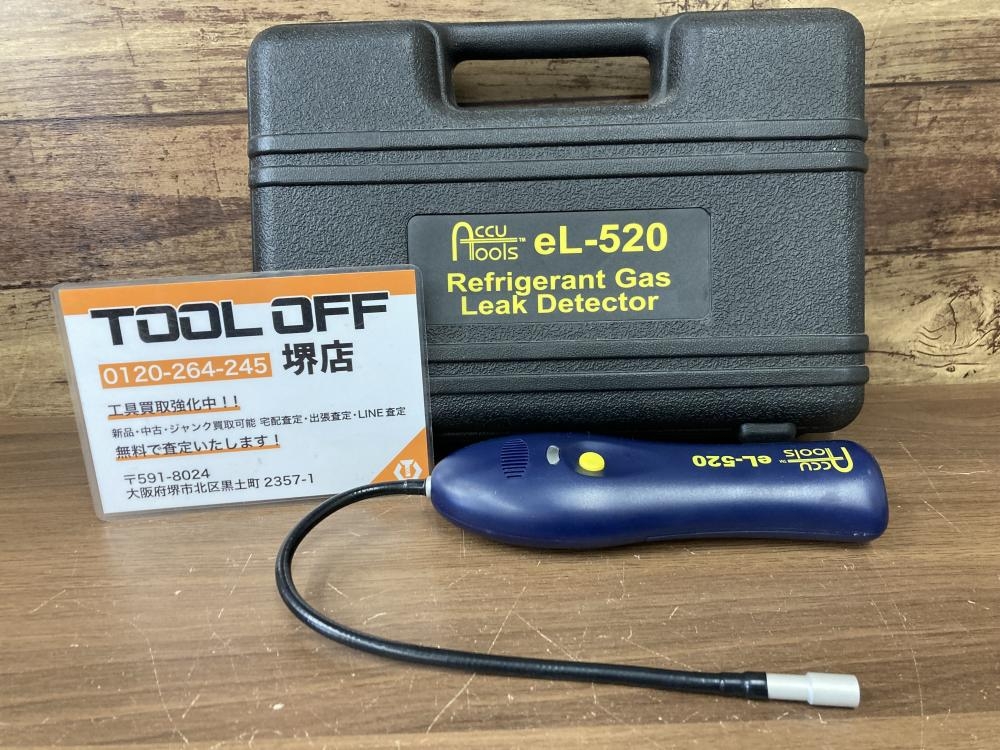 ACCU Tools™ eL-520
Refrigerant Gas
Leak Detector
TOOL OFF
0120-264-245 堺店
工具買取強化中！！
新品・中古・ジャンク買取可能 宅配査定・出張査定・LINE査定
無料で査定いたします！
〒591-8024
大阪府堺市北区黒土町 2357-1
ACCU Tools™ eL-520